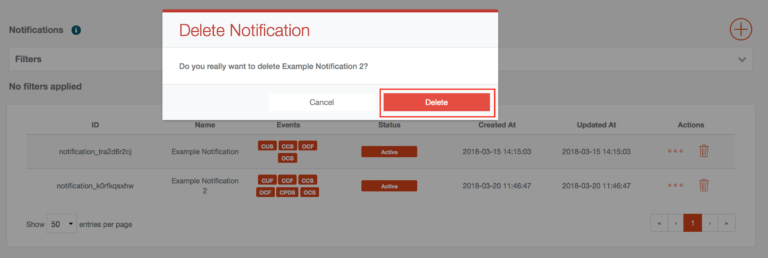 Delete Notification
Do you really want to delete Example Notification 2?
Cancel Delete
Notifications
Filters
No filters applied
ID Name Events Status Created At Updated At Actions
notification_tra2d6r2cj Example Notification CUS CCS OCF Active 2018-03-15 14:15:03 2018-03-15 14:15:03
OCS
notification_k0rfkqsxhw Example Notification CUF CCF CCS Active 2018-03-20 11:46:47 2018-03-20 11:46:47
2 OCF CFDS OCS
Show 50 entries per page
« ‹ 1 › »